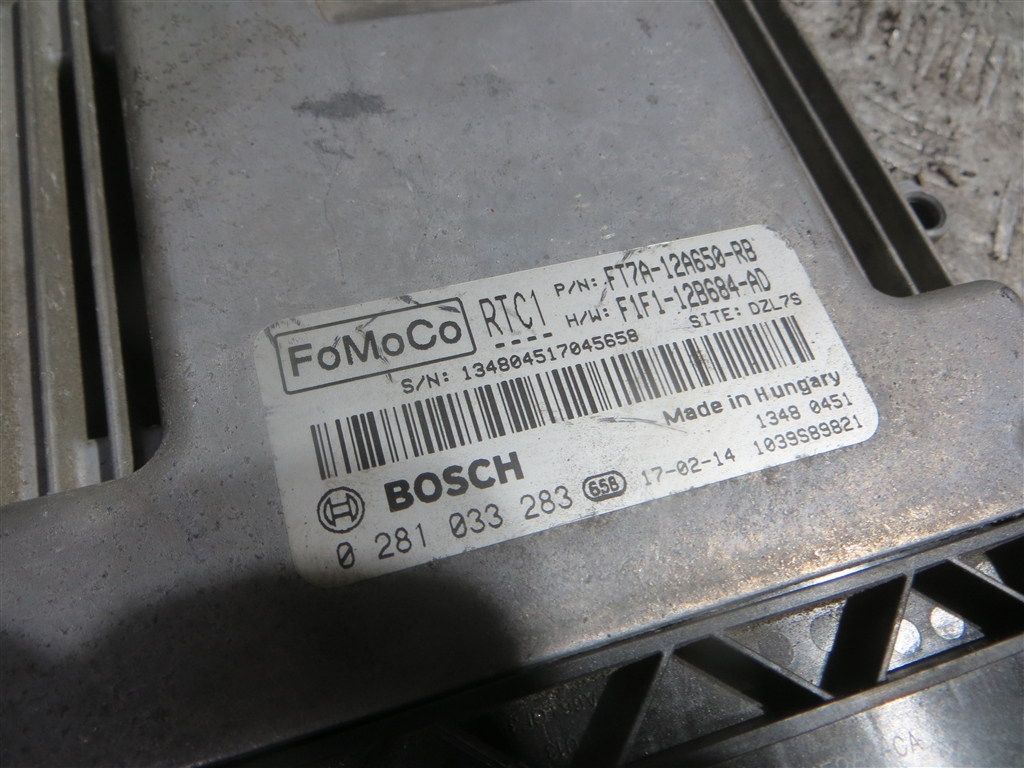 FoMoCo
RTC1
P/N: FT7A-12A650-RB
H/W: F1F1-12B684-AD
SITE: DZL7S
S/N: 134804517045658
Made in Hungary
1348 0451
1039S89821
BOSCH
0 281 033 283 658 17-02-14